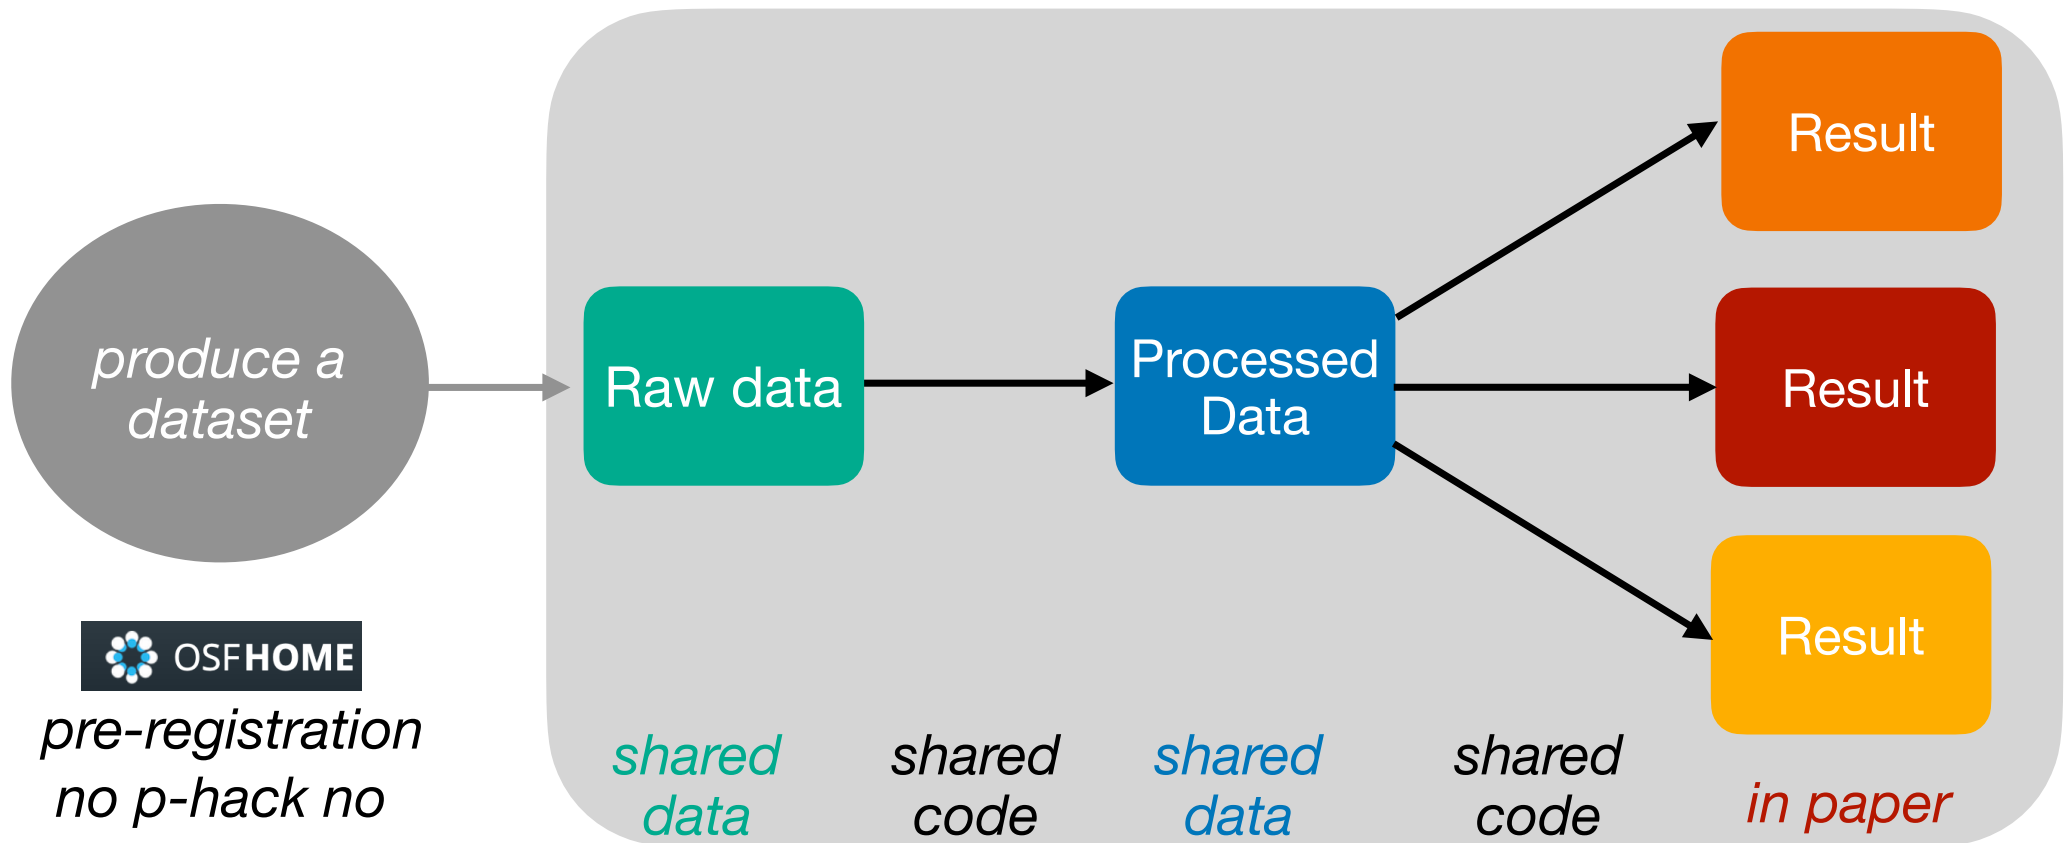 produce a
dataset
OSFHOME
pre-registration
no p-hack no
Raw data
Processed
Data
Result
Result
Result
shared
data
shared
code
shared
data
shared
code
in paper